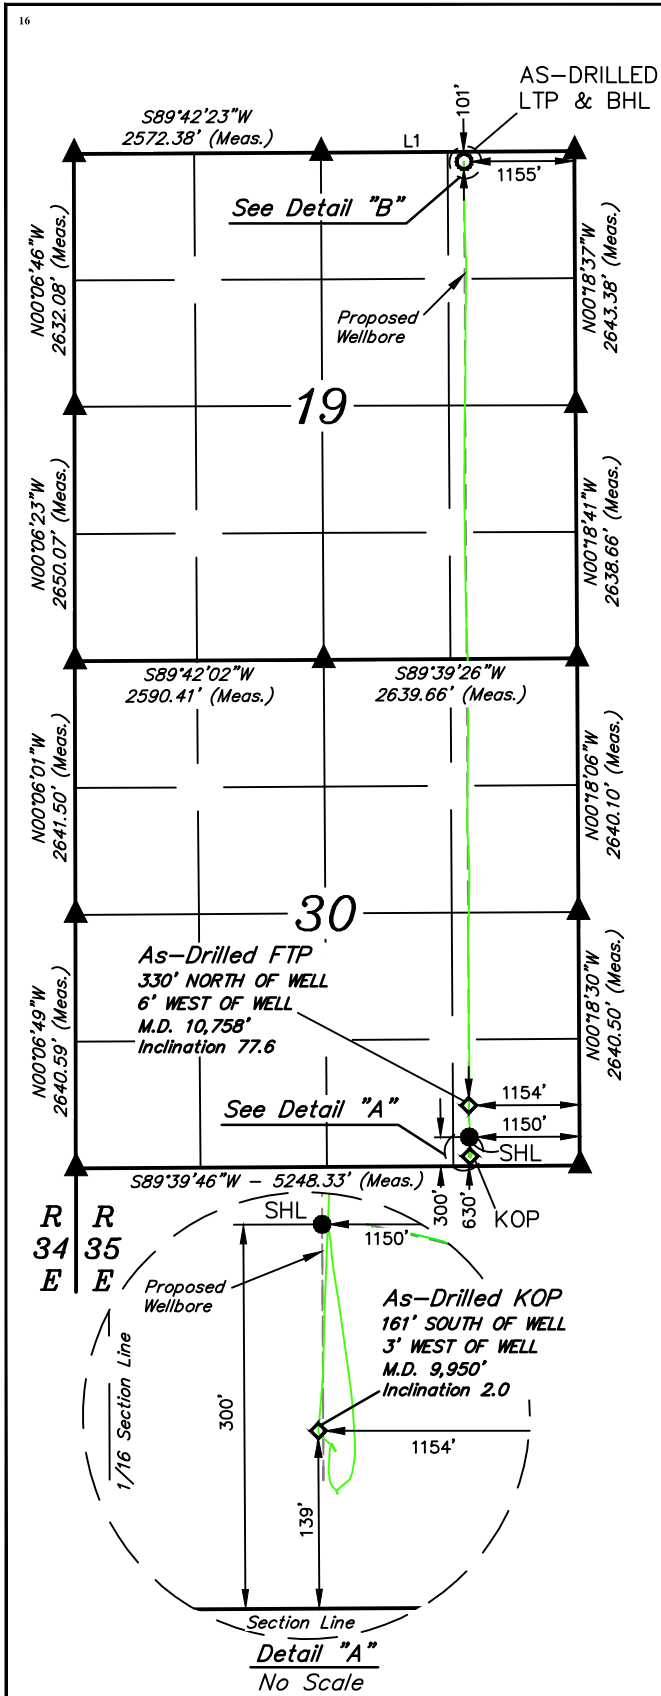 16
AS-DRILLED
LTP & BHL
101'
S89°42'23"W
2572.38' (Meas.)
L1
1155'
See Detail "B"
N00°06'46"W
2632.08' (Meas.)
N00°18'37"W
2643.38' (Meas.)
Proposed
Wellbore
19
N00°06'23"W
2650.07' (Meas.)
N00°18'41"W
2638.66' (Meas.)
S89°42'02"W
2590.41' (Meas.)
S89°39'26"W
2639.66' (Meas.)
N00°06'01"W
2641.50' (Meas.)
N00°18'06"W
2640.10' (Meas.)
30
As-Drilled FTP
330' NORTH OF WELL
6' WEST OF WELL
M.D. 10,758'
Inclination 77.6
N00°06'49"W
2640.59' (Meas.)
N00°18'30"W
2640.50' (Meas.)
1154'
See Detail "A"
1150'
SHL
S89°39'46"W - 5248.33' (Meas.)
300'
630'
KOP
R R
34 35
E E
SHL
1150'
Proposed
Wellbore
As-Drilled KOP
161' SOUTH OF WELL
3' WEST OF WELL
M.D. 9,950'
Inclination 2.0
1/16 Section Line
300'
1154'
139'
Section Line
Detail "A"
No Scale